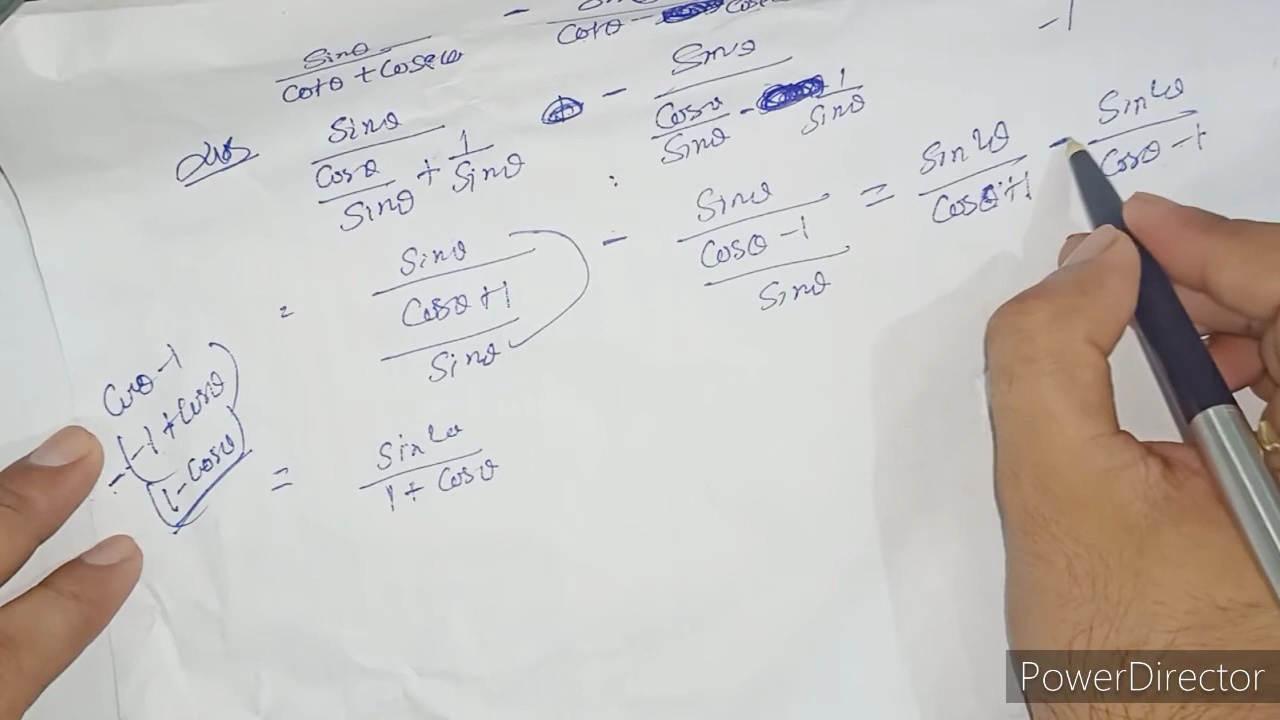 sinθ / cotθ + cosecθ - / cotθ -
-1
Ans sinθ / cosθ/sinθ + 1/sinθ - sinθ / cosθ/sinθ - 1/sinθ
= sinθ / cosθ+1 / sinθ - sinθ / cosθ-1 / sinθ = sin²θ / cosθ+1 - sin²θ / cosθ-1
cosθ-1
-(-1+cosθ)
1-cosθ
= sin²θ / 1+cosθ
PowerDirector